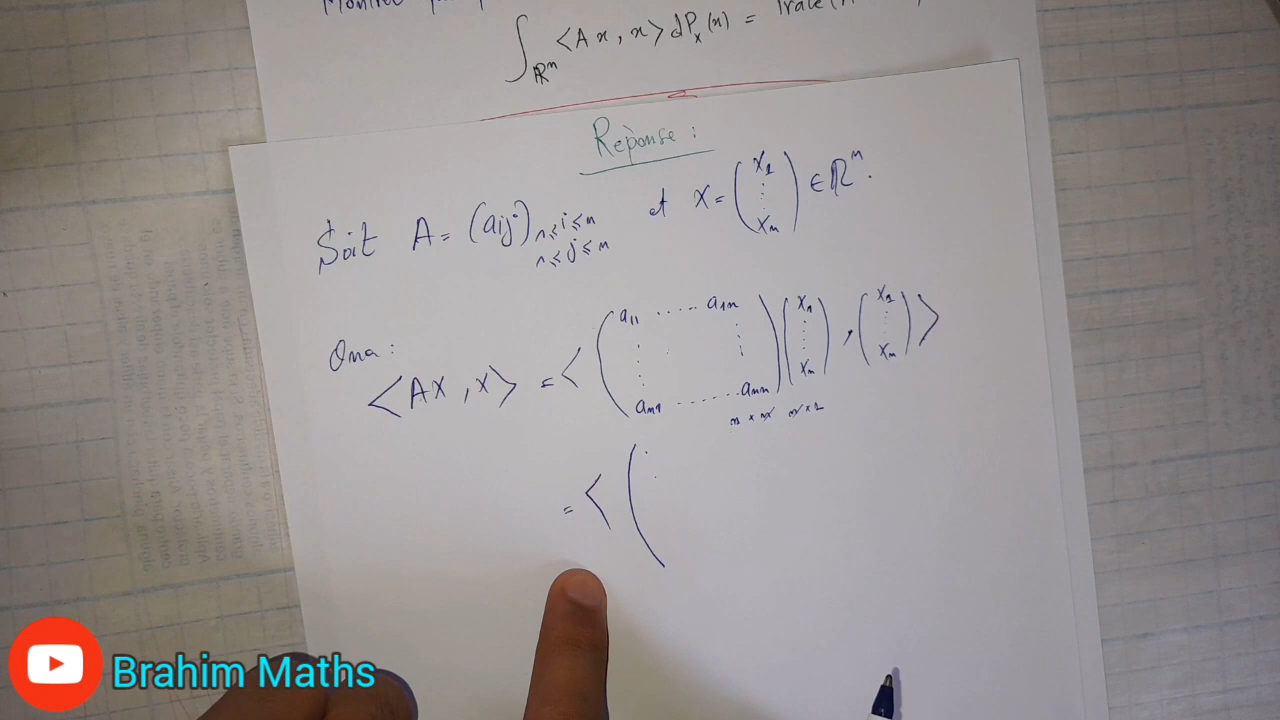 Montrer
∫_{ℝⁿ} <Ax, x> dP_x(x) = Trace(
Réponse :
Soit A = (aij) 1≤i≤n 1≤j≤n et X = (X1 ⋮ Xn) ∈ ℝⁿ.
On a :
<AX, X> = < (a11 ..... a1n ⋮ ⋮ an1 ....... ann) (X1 ⋮ Xn) , (X1 ⋮ Xn) >
n × n n × 1
= < (
Brahim Maths